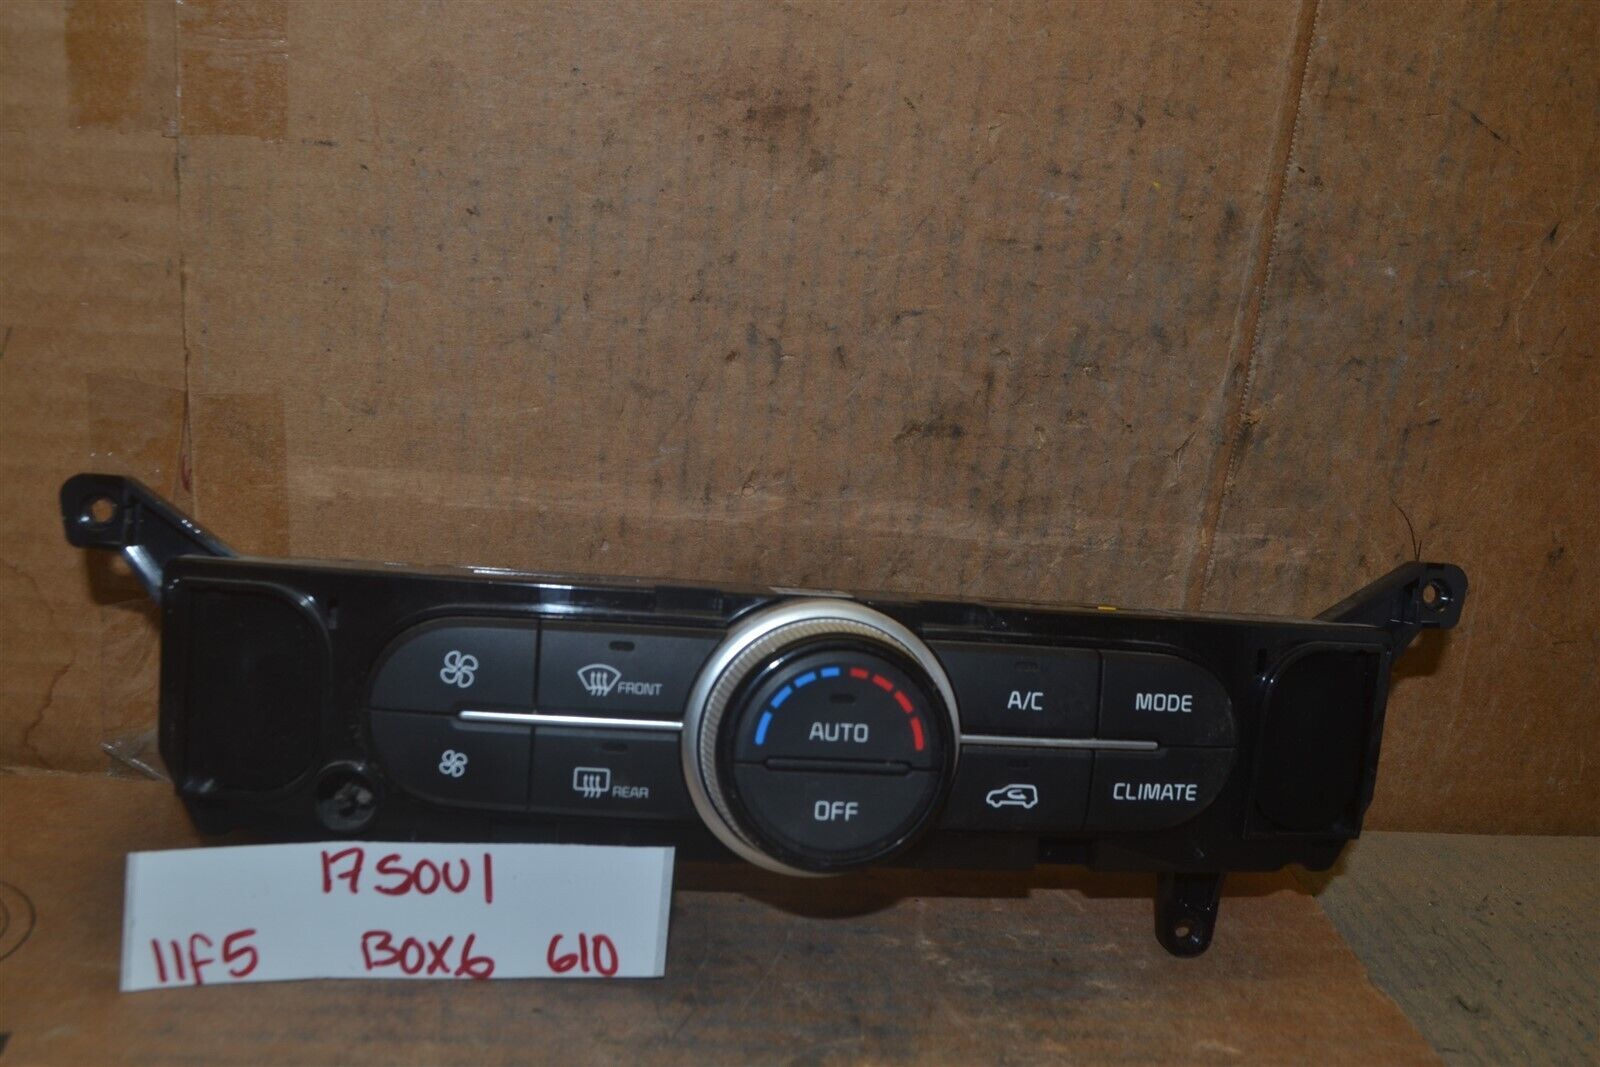 FRONT
REAR
AUTO
OFF
A/C
MODE
CLIMATE
17 SOUl
11F5 BOX6 610